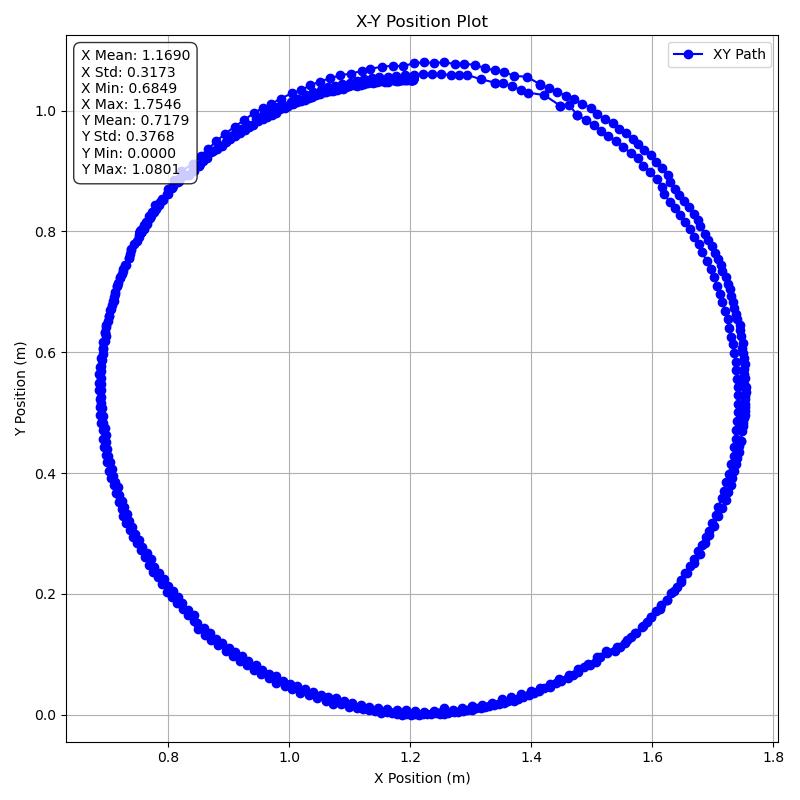 X-Y Position Plot
X Mean: 1.1690
X Std: 0.3173
X Min: 0.6849
X Max: 1.7546
Y Mean: 0.7179
Y Std: 0.3768
Y Min: 0.0000
Y Max: 1.0801
XY Path
Y Position (m)
1.0
0.8
0.6
0.4
0.2
0.0
0.8 1.0 1.2 1.4 1.6 1.8
X Position (m)